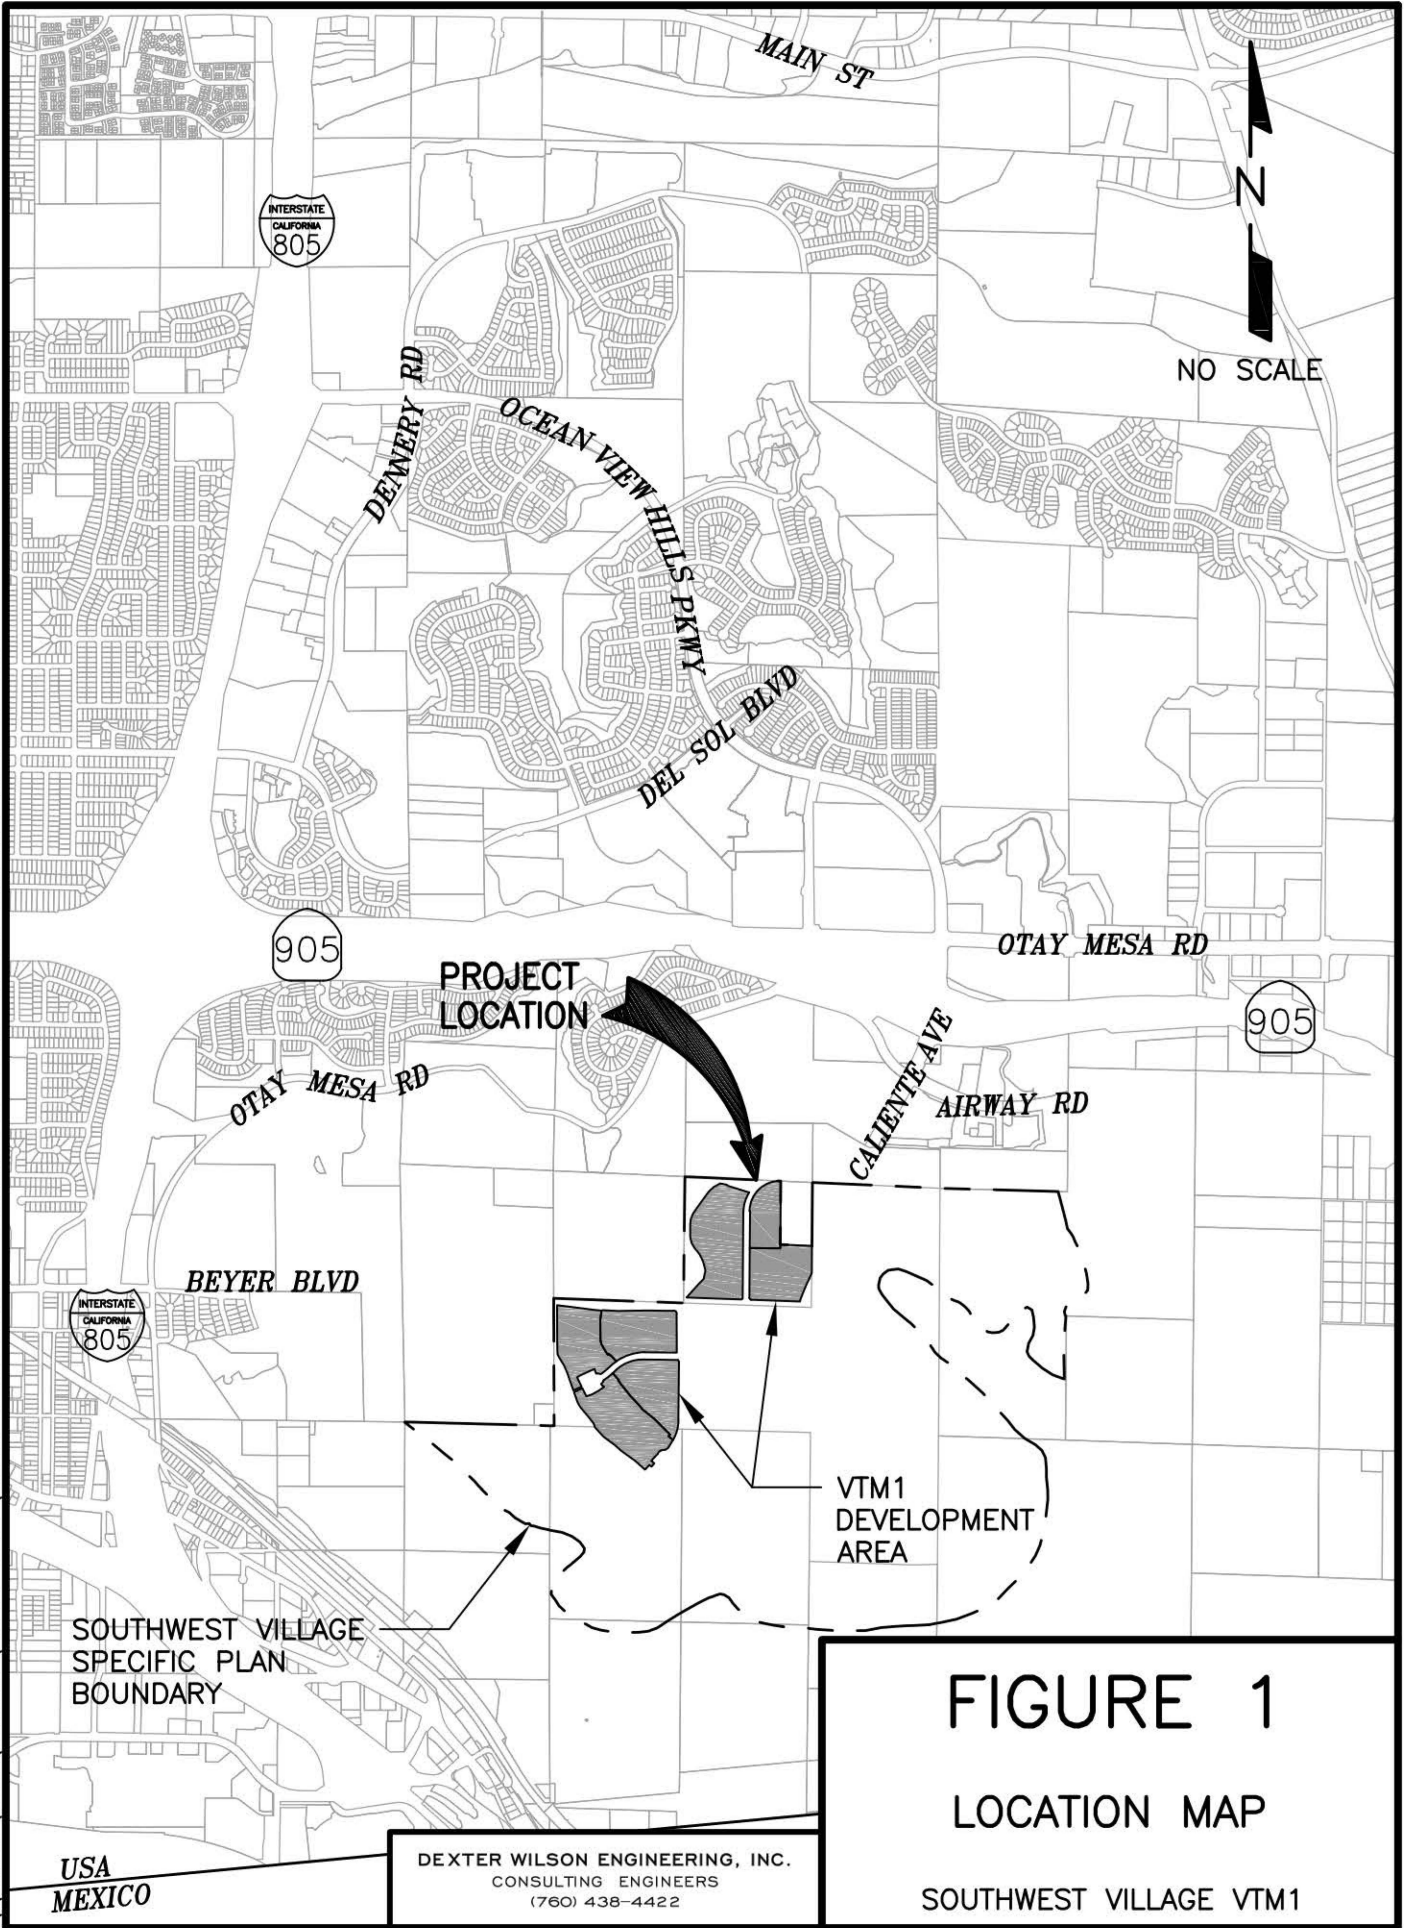 MAIN ST
N
NO SCALE
INTERSTATE
CALIFORNIA
805
DENNERY RD
OCEAN VIEW HILLS PKWY
DEL SOL BLVD
905
OTAY MESA RD
PROJECT
LOCATION
905
CALIENTE AVE
AIRWAY RD
OTAY MESA RD
BEYER BLVD
INTERSTATE
CALIFORNIA
805
VTM1
DEVELOPMENT
AREA
SOUTHWEST VILLAGE
SPECIFIC PLAN
BOUNDARY
USA
MEXICO
DEXTER WILSON ENGINEERING, INC.
CONSULTING ENGINEERS
(760) 438-4422
FIGURE 1
LOCATION MAP
SOUTHWEST VILLAGE VTM1